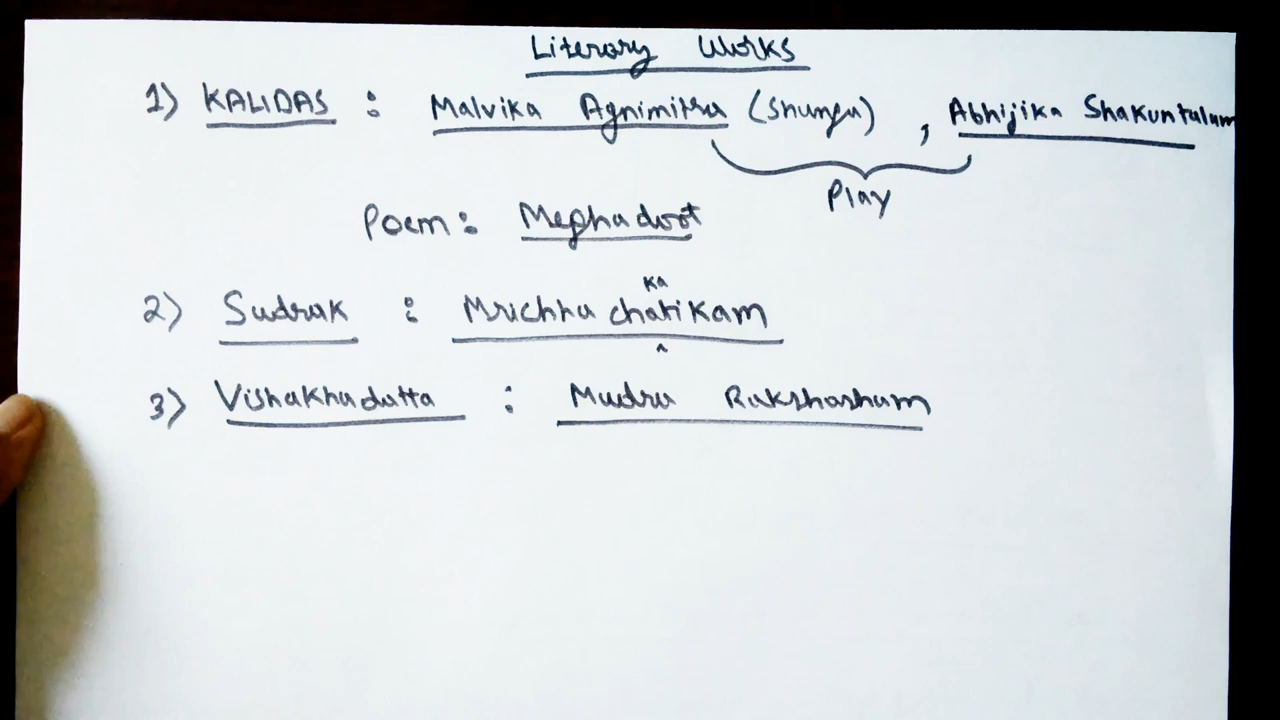 Literary Works
1) KALIDAS : Malvika Agnimitra (Shunga) , Abhijika Shakuntalam
Play
Poem : Meghadoot
ka
2) Sudrak : Mrichha chatikam
^
3) Vishakhadatta : Mudra Rakshasham